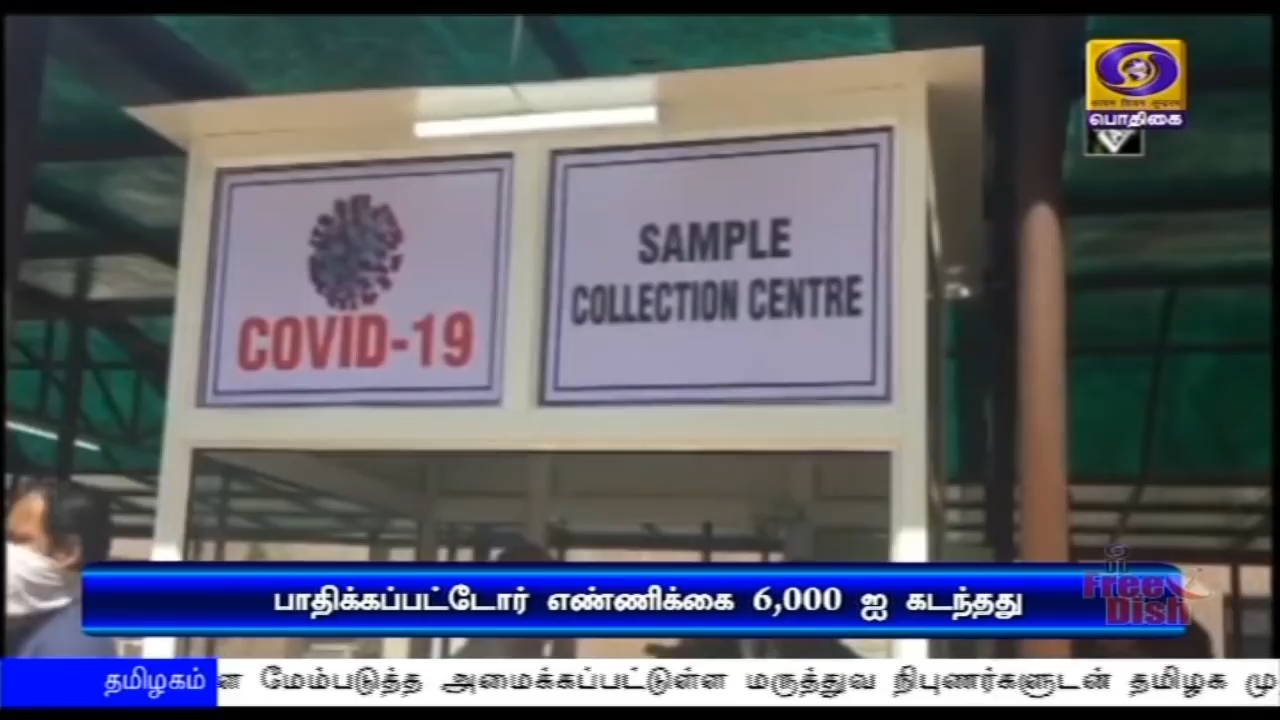 பொதிகை
COVID-19
SAMPLE
COLLECTION CENTRE
பாதிக்கப்பட்டோர் எண்ணிக்கை 6,000 ஐ கடந்தது
Free
Dish
தமிழகம் ள மேம்படுத்த அமைக்கப்பட்டுள்ள மருத்துவ நிபுணர்களுடன் தமிழக மு